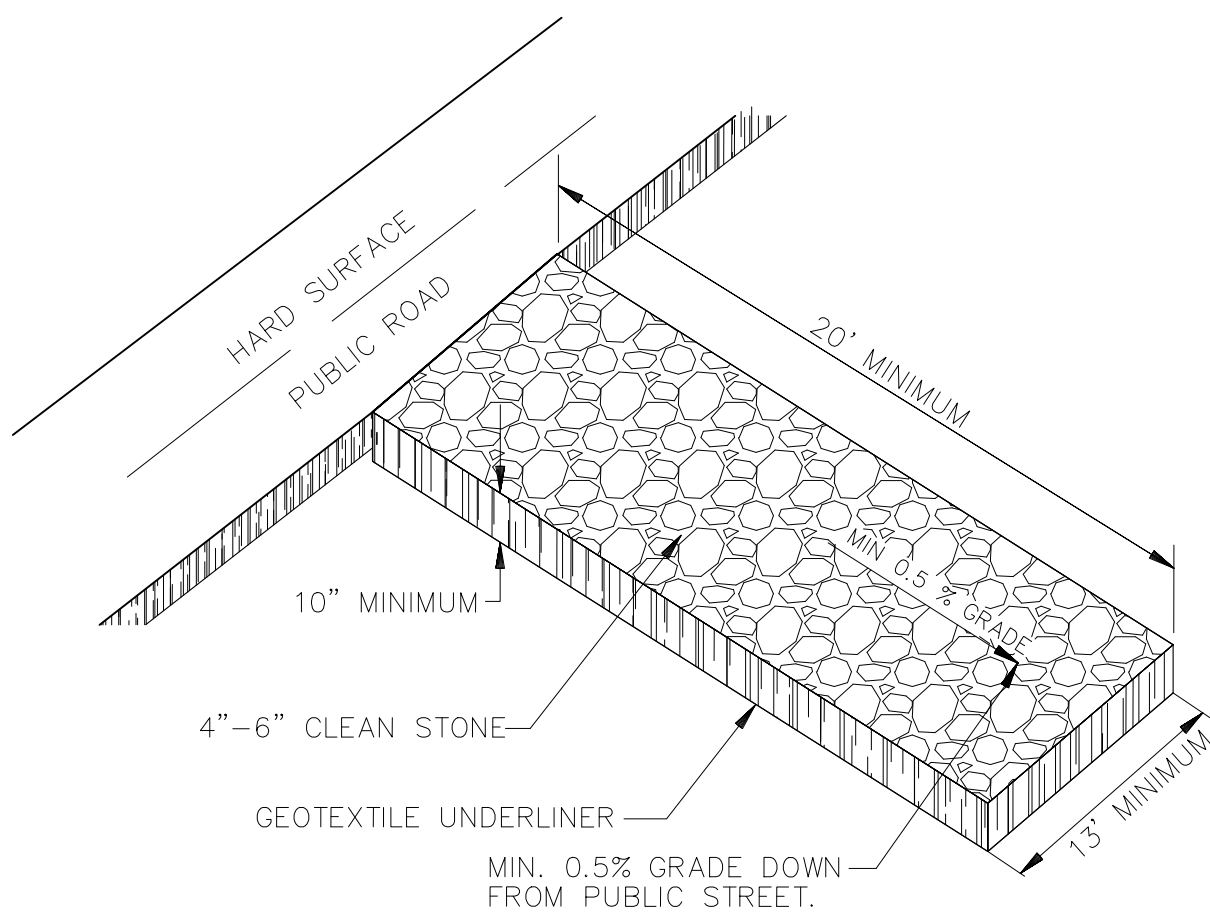 HARD SURFACE
PUBLIC ROAD
20’ MINIMUM
MIN 0.5 % GRADE
10” MINIMUM
4”-6” CLEAN STONE
GEOTEXTILE UNDERLINER
13’ MINIMUM
MIN. 0.5% GRADE DOWN
FROM PUBLIC STREET.